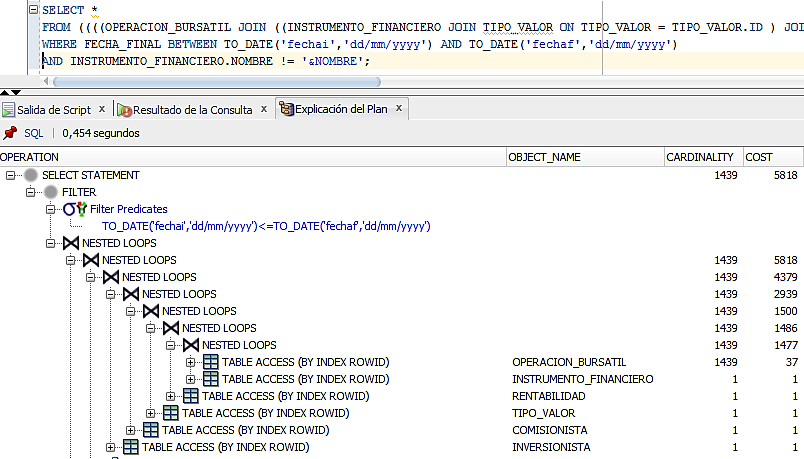 SELECT *
FROM ((((OPERACION_BURSATIL JOIN ((INSTRUMENTO_FINANCIERO JOIN TIPO_VALOR ON TIPO_VALOR = TIPO_VALOR.ID ) JOI
WHERE FECHA_FINAL BETWEEN TO_DATE('fechai','dd/mm/yyyy') AND TO_DATE('fechaf','dd/mm/yyyy')
AND INSTRUMENTO_FINANCIERO.NOMBRE != '&NOMBRE';
Salida de Script x Resultado de la Consulta x Explicación del Plan x
SQL | 0,454 segundos
OPERATION OBJECT_NAME CARDINALITY COST
SELECT STATEMENT 1439 5818
FILTER
Filter Predicates
TO_DATE('fechai','dd/mm/yyyy')<=TO_DATE('fechaf','dd/mm/yyyy')
NESTED LOOPS
NESTED LOOPS 1439 5818
NESTED LOOPS 1439 4379
NESTED LOOPS 1439 2939
NESTED LOOPS 1439 1500
NESTED LOOPS 1439 1486
NESTED LOOPS 1439 1477
TABLE ACCESS (BY INDEX ROWID) OPERACION_BURSATIL 1439 37
TABLE ACCESS (BY INDEX ROWID) INSTRUMENTO_FINANCIERO 1 1
TABLE ACCESS (BY INDEX ROWID) RENTABILIDAD 1 1
TABLE ACCESS (BY INDEX ROWID) TIPO_VALOR 1 1
TABLE ACCESS (BY INDEX ROWID) COMISIONISTA 1 1
TABLE ACCESS (BY INDEX ROWID) INVERSIONISTA 1 1